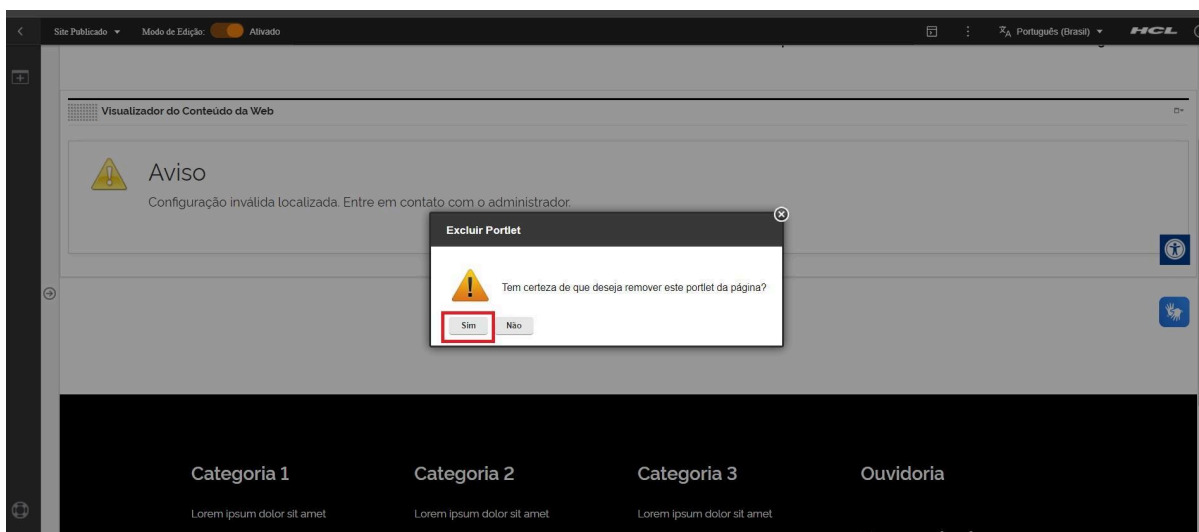 Site Publicado
Modo de Edição:
Ativado
Português (Brasil)
HCL
Visualizador do Conteúdo da Web
Aviso
Configuração inválida localizada. Entre em contato com o administrador.
Excluir Portlet
Tem certeza de que deseja remover este portlet da página?
Sim
Não
Categoria 1
Categoria 2
Categoria 3
Ouvidoria
Lorem ipsum dolor sit amet
Lorem ipsum dolor sit amet
Lorem ipsum dolor sit amet